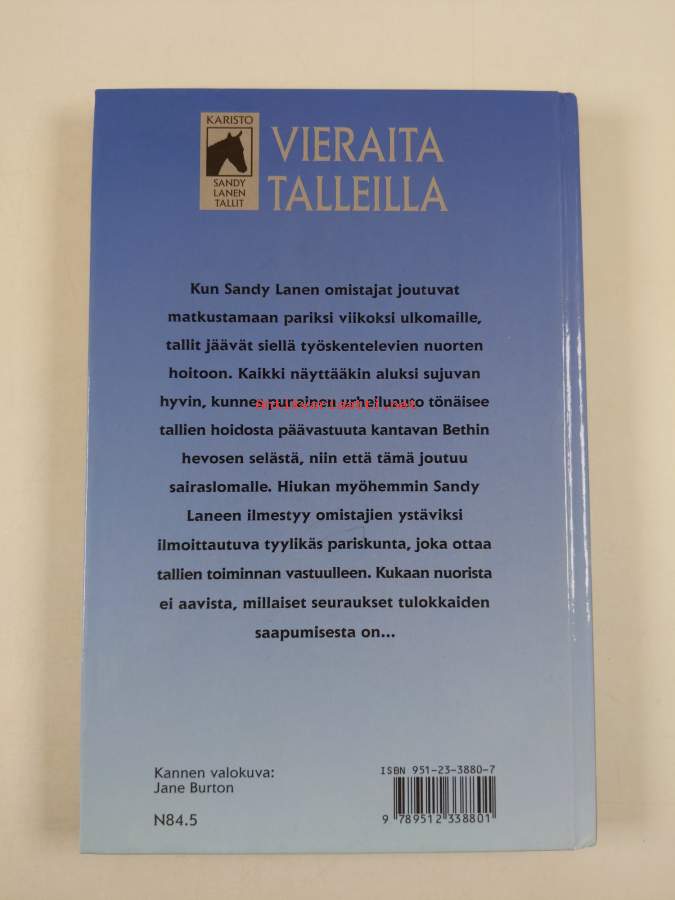 KARISTO
SANDY
LANEN
TALLIT
VIERAITA
TALLEILLA
Kun Sandy Lanen omistajat joutuvat
matkustamaan pariksi viikoksi ulkomaille,
tallit jäävät siellä työskentelevien nuorten
hoitoon. Kaikki näyttääkin aluksi sujuvan
hyvin, kunnes punainen urheiluauto tönäisee
tallien hoidosta päävastuuta kantavan Bethin
hevosen selästä, niin että tämä joutuu
sairaslomalle. Hiukan myöhemmin Sandy
Laneen ilmestyy omistajien ystäviksi
ilmoittautuva tyylikäs pariskunta, joka ottaa
tallien toiminnan vastuulleen. Kukaan nuorista
ei aavista, millaiset seuraukset tulokkaiden
saapumisesta on...
Kannen valokuva:
Jane Burton
N84.5
ISBN 951-23-3880-7
9 789512 338801